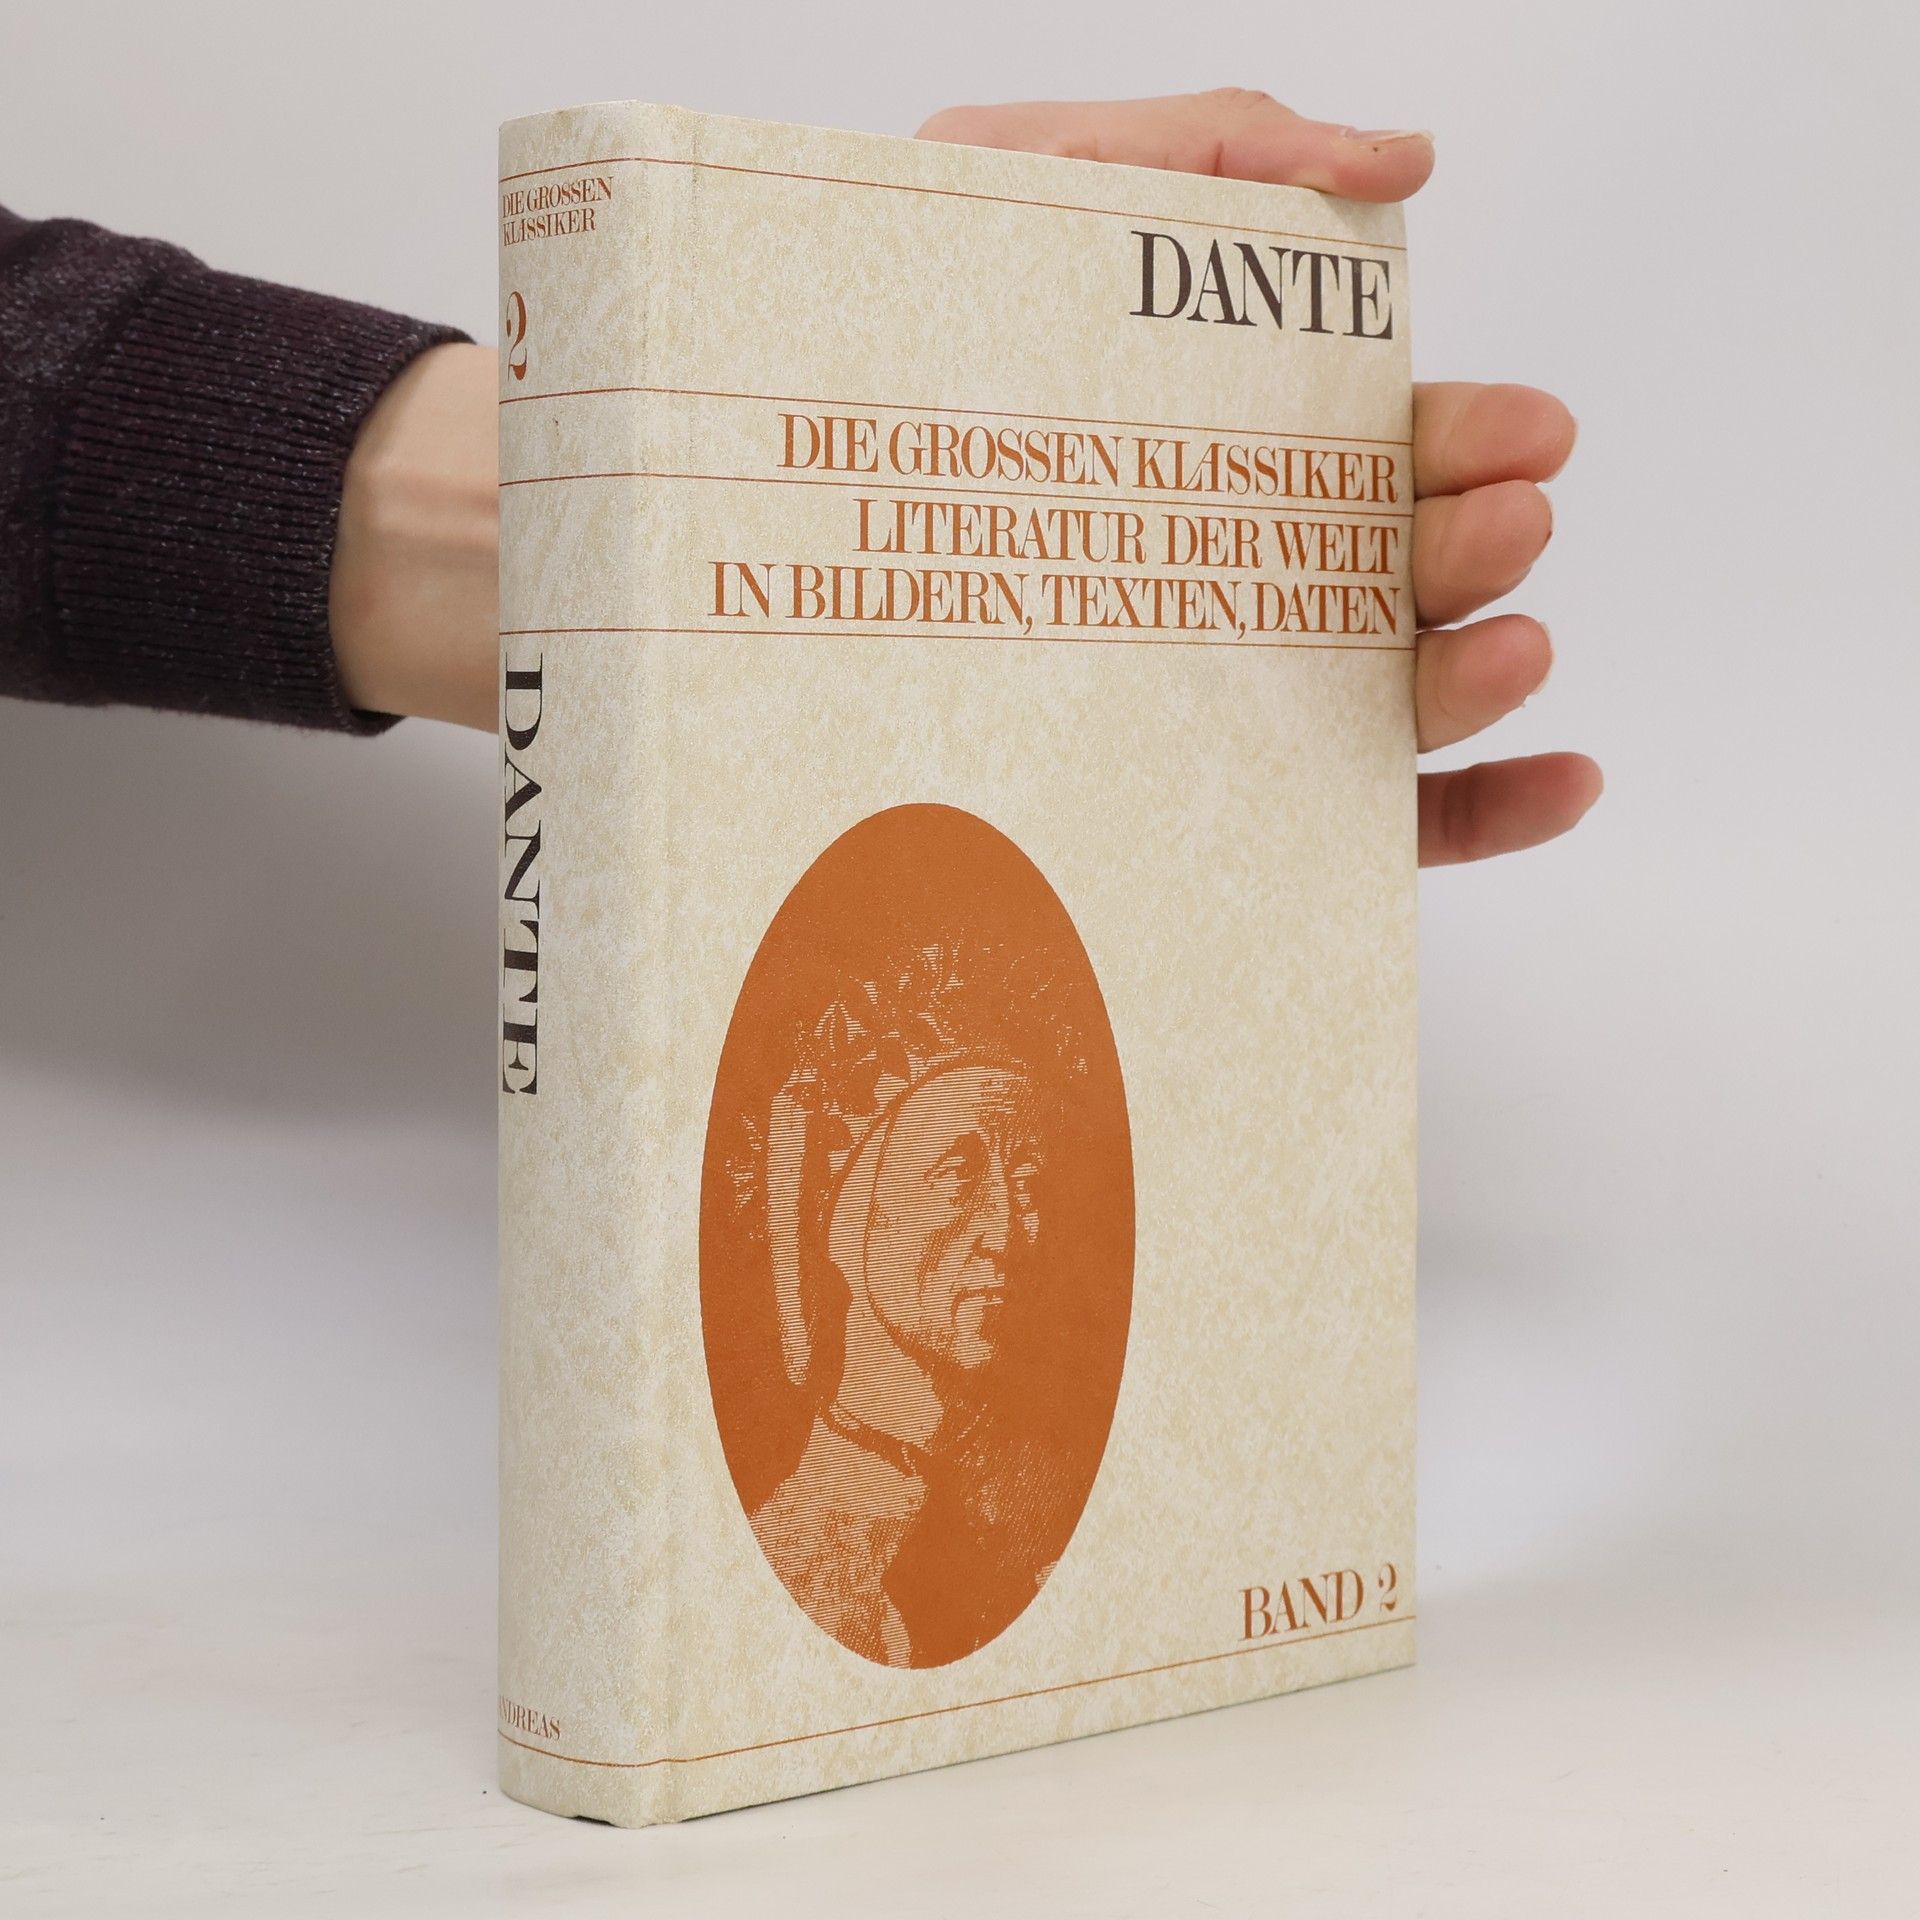 DIE GROSSEN
KLASSIKER
2
DANTE
ANDREAS
DANTE
DIE GROSSEN KLASSIKER
LITERATUR DER WELT
IN BILDERN, TEXTEN, DATEN
BAND 2